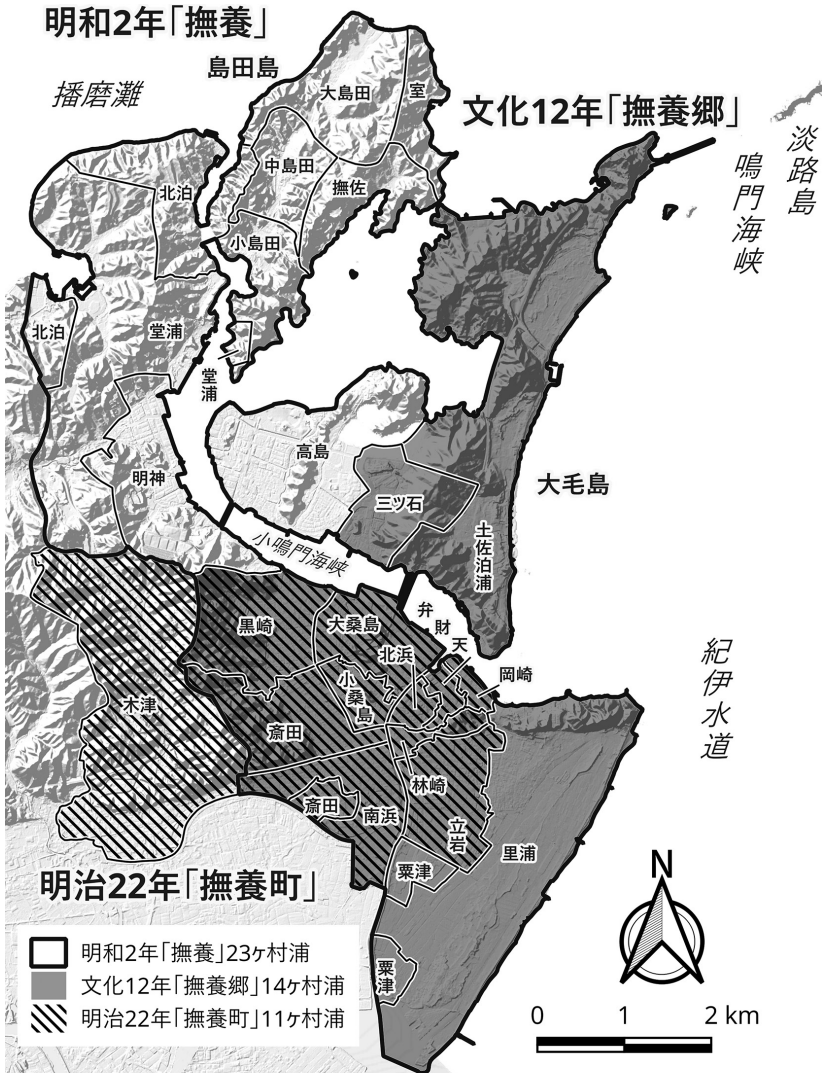 明和2年「撫養」
島田島
播磨灘
大島田
室
文化12年「撫養郷」
淡路島
鳴門海峡
中島田
撫佐
北泊
小島田
北泊
堂浦
堂浦
高島
明神
三ツ石
大毛島
土佐泊浦
小鳴門海峡
弁財天
黒崎
大桑島
北浜
岡崎
小桑島
紀伊水道
木津
斎田
林崎
斎田
南浜
立岩
里浦
粟津
明治22年「撫養町」
粟津
N
明和2年「撫養」23ヶ村浦
文化12年「撫養郷」14ヶ村浦
明治22年「撫養町」11ヶ村浦
0 1 2 km